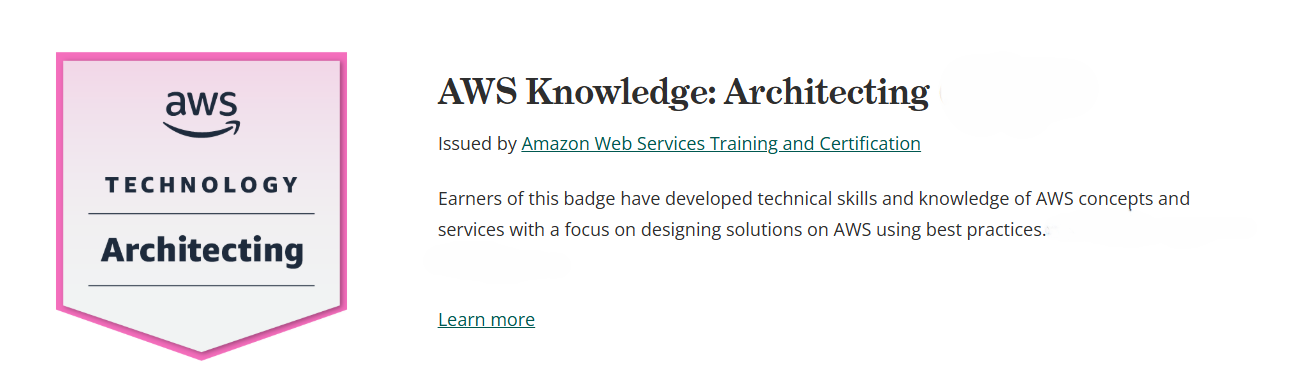 aws
TECHNOLOGY
Architecting
AWS Knowledge: Architecting
Issued by Amazon Web Services Training and Certification
Earners of this badge have developed technical skills and knowledge of AWS concepts and
services with a focus on designing solutions on AWS using best practices.
Learn more